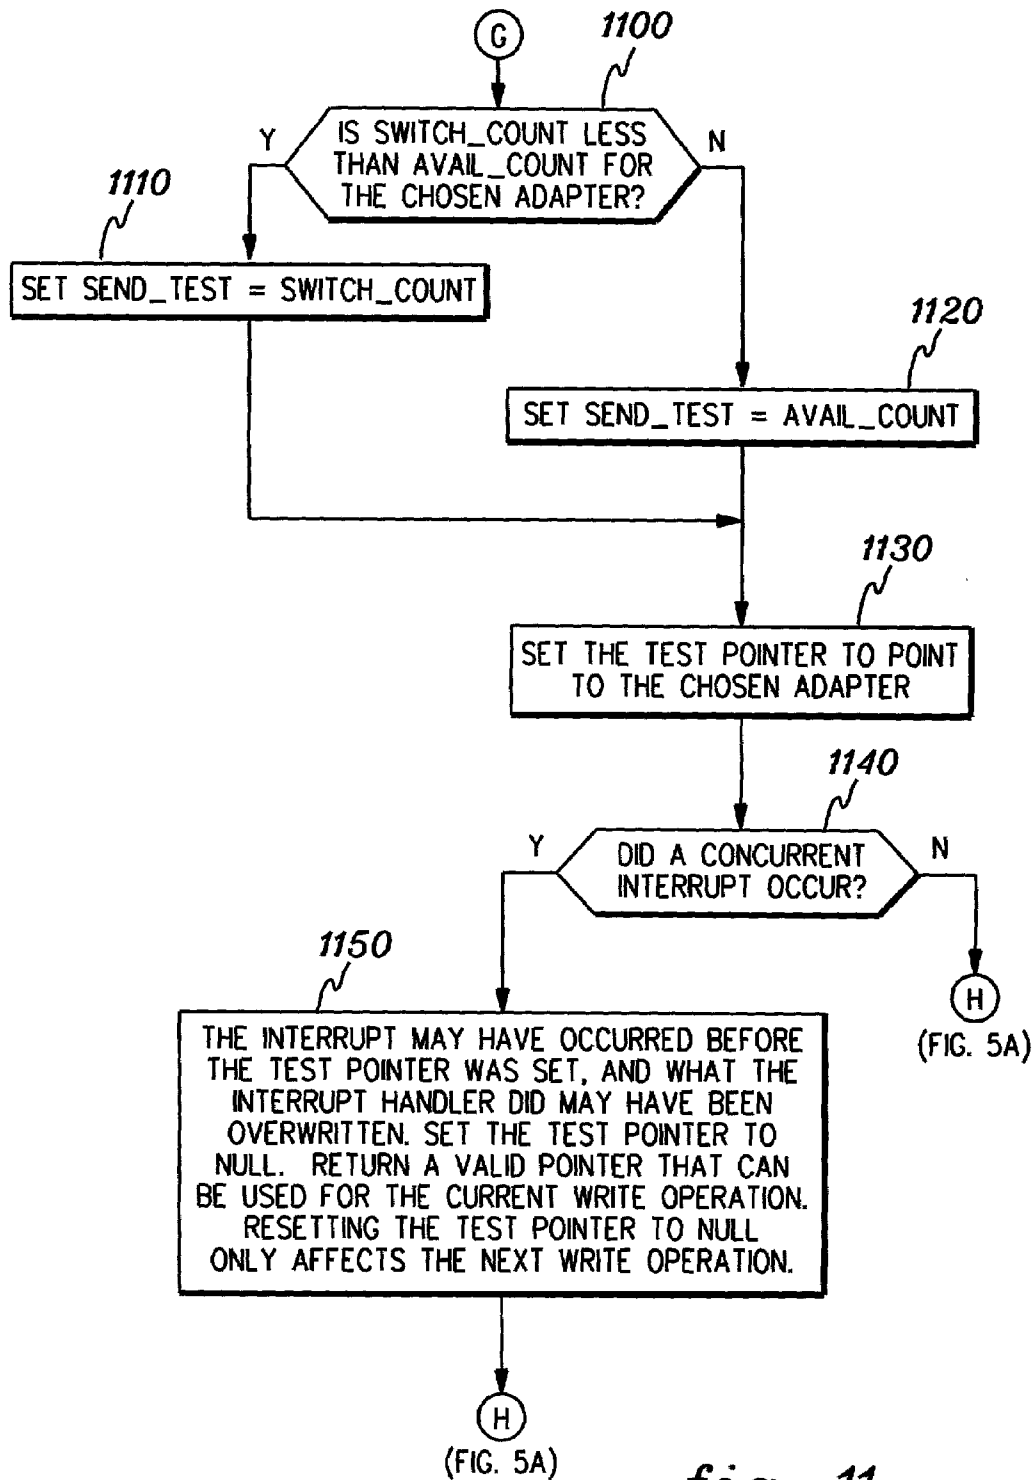 G
1100
IS SWITCH_COUNT LESS
THAN AVAIL_COUNT FOR
THE CHOSEN ADAPTER?
Y
N
1110
SET SEND_TEST = SWITCH_COUNT
1120
SET SEND_TEST = AVAIL_COUNT
1130
SET THE TEST POINTER TO POINT
TO THE CHOSEN ADAPTER
1140
DID A CONCURRENT
INTERRUPT OCCUR?
Y
N
H
(FIG. 5A)
1150
THE INTERRUPT MAY HAVE OCCURRED BEFORE
THE TEST POINTER WAS SET, AND WHAT THE
INTERRUPT HANDLER DID MAY HAVE BEEN
OVERWRITTEN. SET THE TEST POINTER TO
NULL. RETURN A VALID POINTER THAT CAN
BE USED FOR THE CURRENT WRITE OPERATION.
RESETTING THE TEST POINTER TO NULL
ONLY AFFECTS THE NEXT WRITE OPERATION.
H
(FIG. 5A)
fig. 11